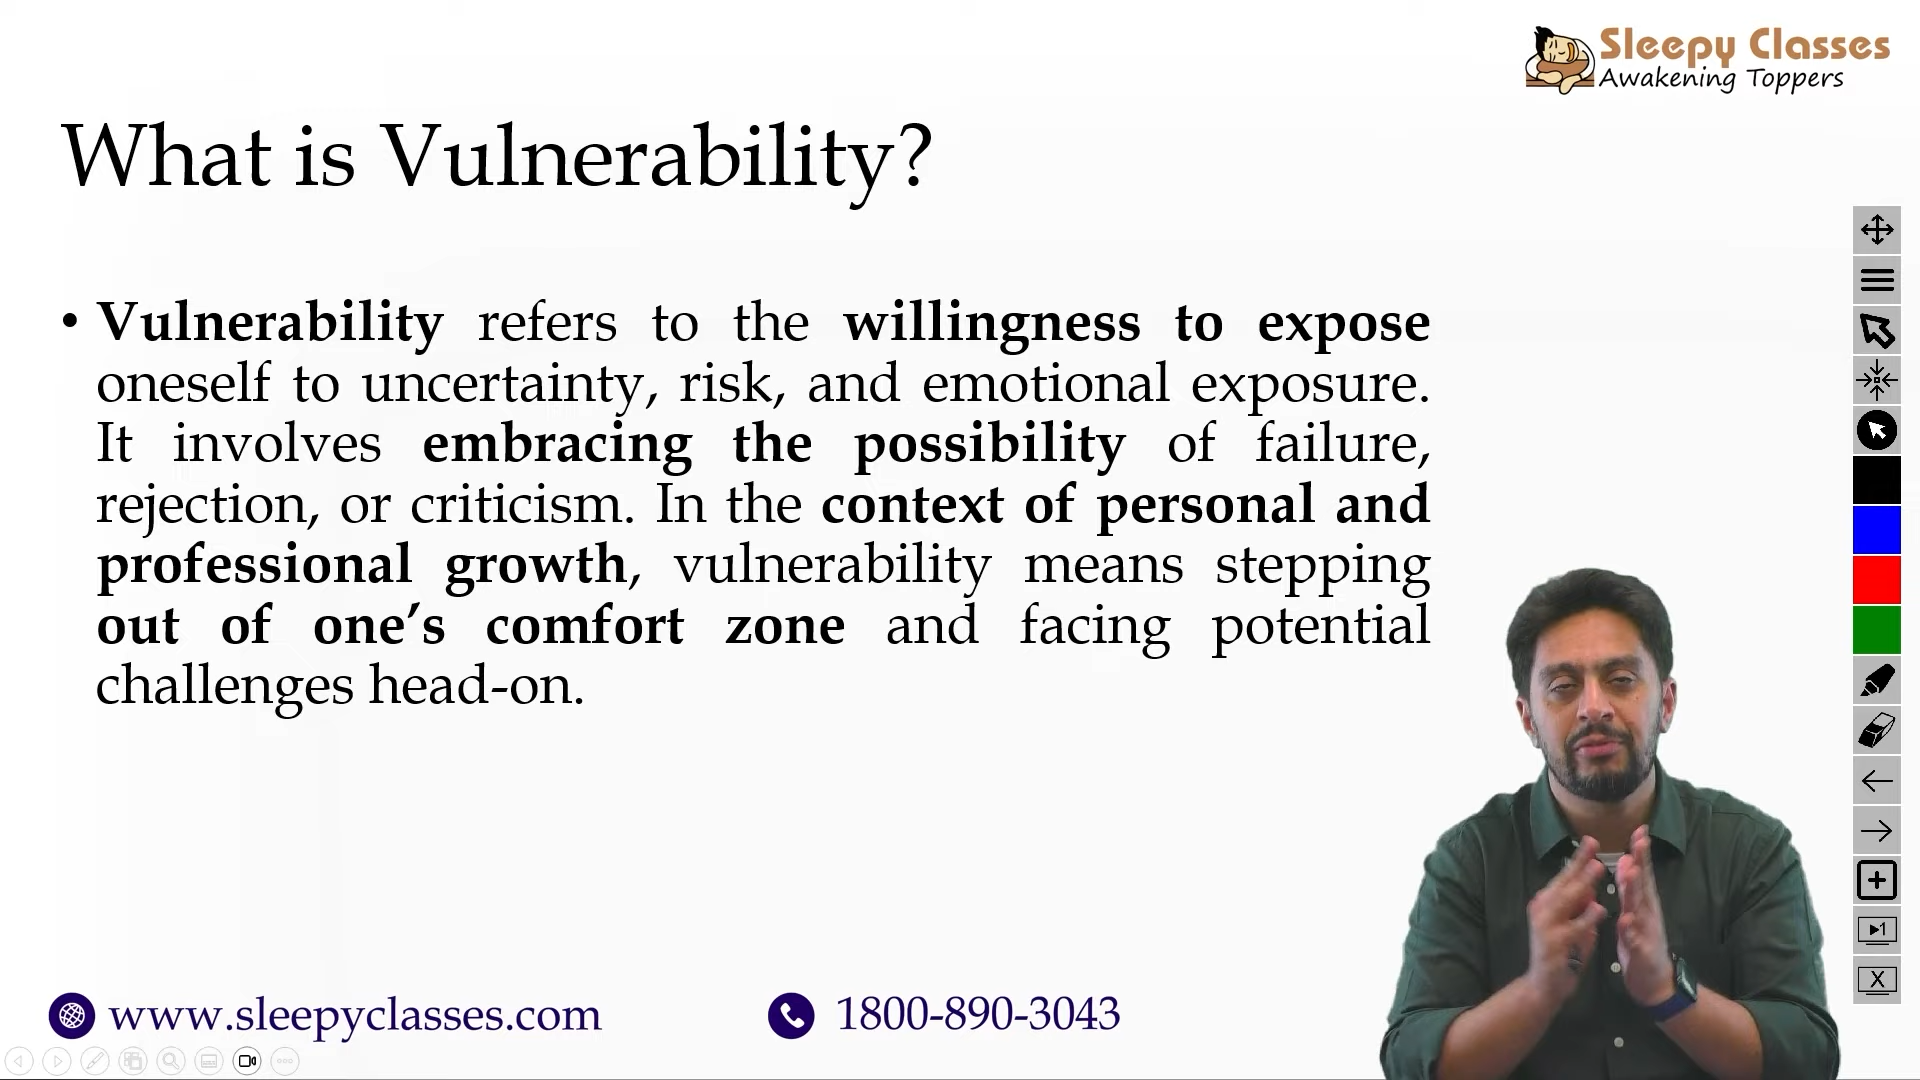 Sleepy Classes
Awakening Toppers
What is Vulnerability?
• Vulnerability refers to the willingness to expose
oneself to uncertainty, risk, and emotional exposure.
It involves embracing the possibility of failure,
rejection, or criticism. In the context of personal and
professional growth, vulnerability means stepping
out of one’s comfort zone and facing potential
challenges head-on.
www.sleepyclasses.com
1800-890-3043